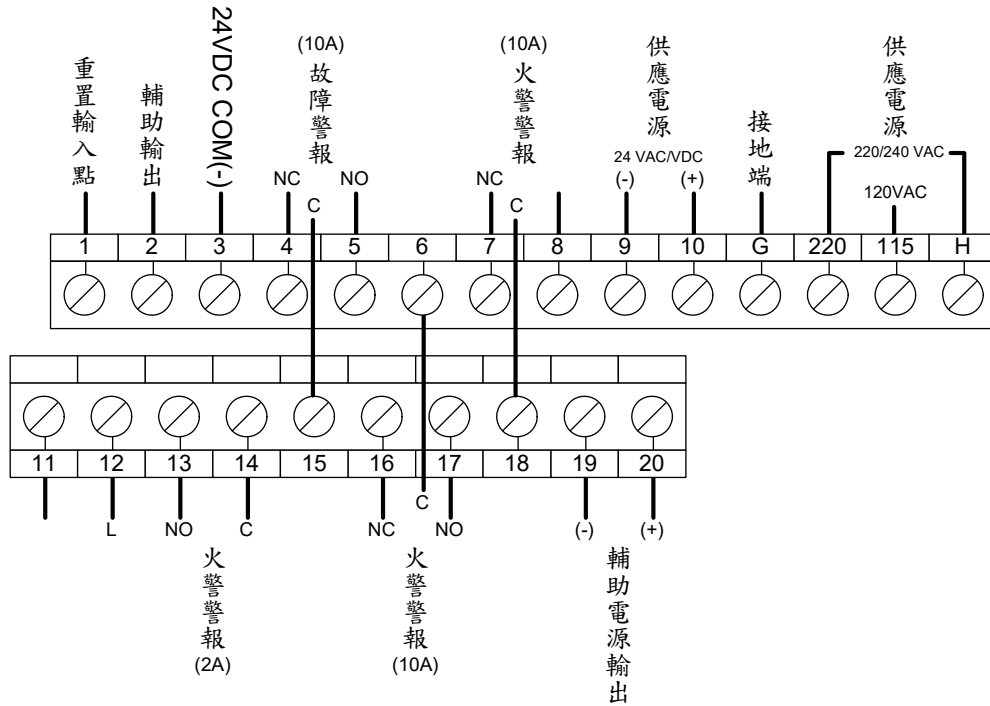 重置輸入點
輔助輸出
24VDC COM(-)
(10A)
故障警報
NC
C
NO
(10A)
火警警報
NC
C
供應電源
24 VAC/VDC
(-)
(+)
接地端
供應電源
220/240 VAC
120VAC
1 2 3 4 5 6 7 8 9 10 G 220 115 H
11 12 13 14 15 16 17 18 19 20
L
NO
C
NC
C
NO
(-)
(+)
火警警報
(2A)
火警警報
(10A)
輔助電源輸出